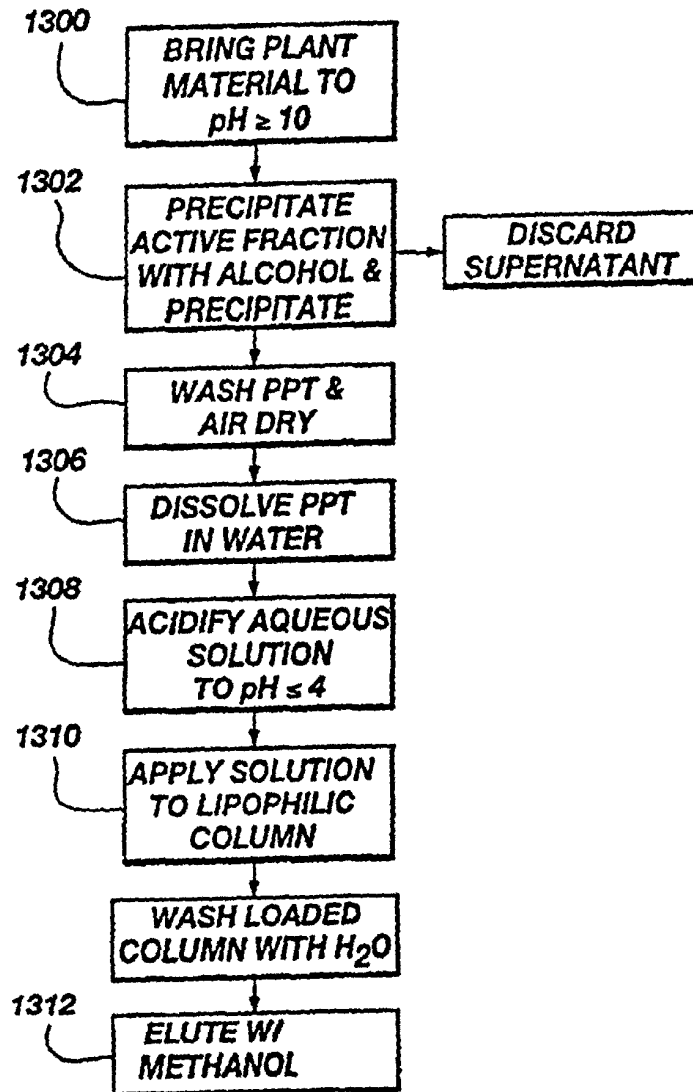 1300
BRING PLANT
MATERIAL TO
pH ≥ 10
1302
PRECIPITATE
ACTIVE FRACTION
WITH ALCOHOL &
PRECIPITATE
DISCARD
SUPERNATANT
1304
WASH PPT &
AIR DRY
1306
DISSOLVE PPT
IN WATER
1308
ACIDIFY AQUEOUS
SOLUTION
TO pH ≤ 4
1310
APPLY SOLUTION
TO LIPOPHILIC
COLUMN
WASH LOADED
COLUMN WITH H₂O
1312
ELUTE W/
METHANOL